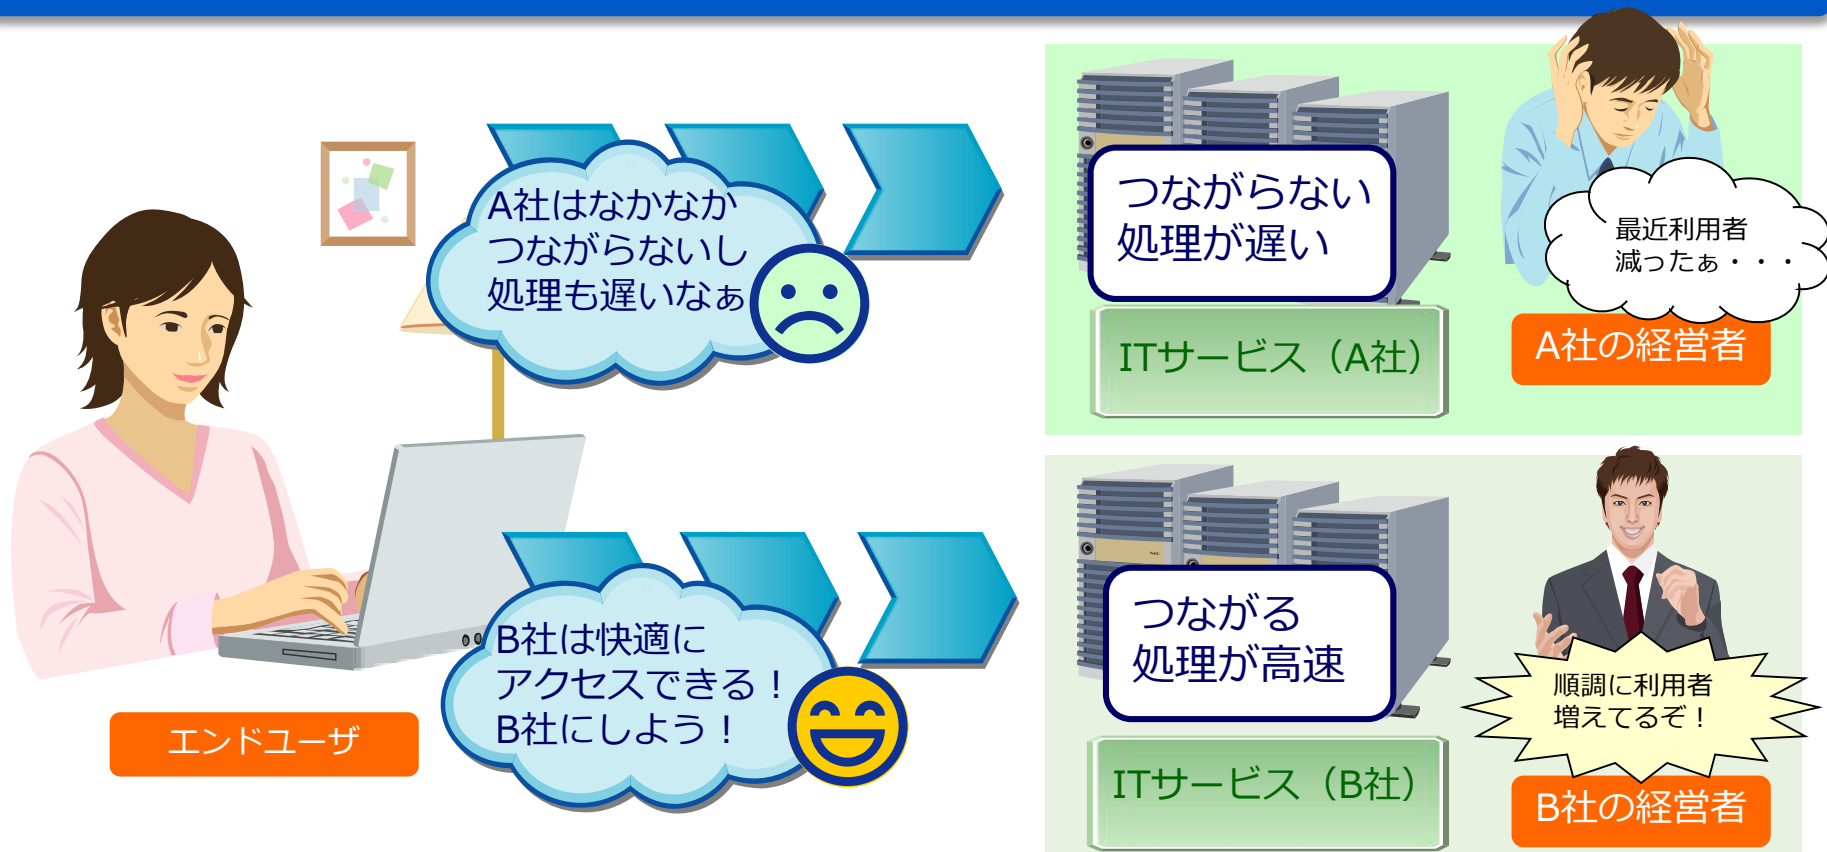 A社はなかなか
つながらないし
処理も遅いなぁ
つながらない
処理が遅い
最近利用者
減ったぁ・・・
ITサービス（A社）
A社の経営者
B社は快適に
アクセスできる！
B社にしよう！
つながる
処理が高速
順調に利用者
増えてるぞ！
エンドユーザ
ITサービス（B社）
B社の経営者